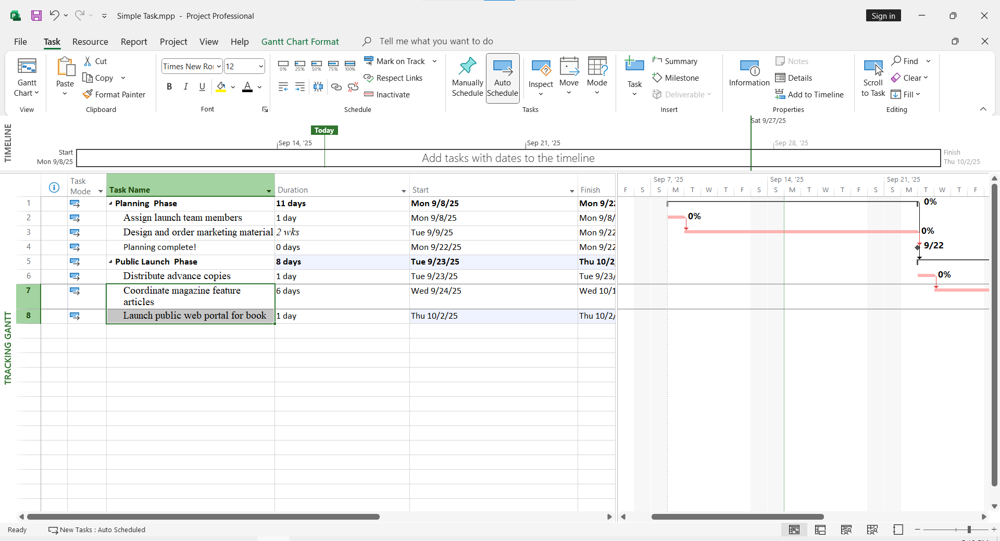 Simple Task.mpp - Project Professional
Sign in
File Task Resource Report Project View Help Gantt Chart Format Tell me what you want to do
Gantt Chart
View
Paste
Cut
Copy
Format Painter
Clipboard
Times New Ro 12
B I U A
Font
0% 25% 50% 75% 100%
Mark on Track
Respect Links
Inactivate
Schedule
Manually Schedule
Auto Schedule
Inspect
Move
Mode
Tasks
Task
Summary
Milestone
Deliverable
Insert
Information
Notes
Details
Add to Timeline
Properties
Scroll to Task
Find
Clear
Fill
Editing
TIMELINE
Sat 9/27/25
Today
Sep 14, '25 Sep 21, '25 Sep 28, '25
Start
Mon 9/8/25
Add tasks with dates to the timeline
Finish
Thu 10/2/25
TRACKING GANTT
Task Mode Task Name Duration Start Finish
1 Planning Phase 11 days Mon 9/8/25 Mon 9/22
2 Assign launch team members 1 day Mon 9/8/25 Mon 9/8/
3 Design and order marketing material 2 wks Tue 9/9/25 Mon 9/22
4 Planning complete! 0 days Mon 9/22/25 Mon 9/22
5 Public Launch Phase 8 days Tue 9/23/25 Thu 10/2
6 Distribute advance copies 1 day Tue 9/23/25 Tue 9/23/
7 Coordinate magazine feature articles 6 days Wed 9/24/25 Wed 10/1
8 Launch public web portal for book 1 day Thu 10/2/25 Thu 10/2/
Sep 7, '25 Sep 14, '25 Sep 21, '25
F S S M T W T F S S M T W T F S S M T W T F
0%
0%
0%
9/22
0%
Ready New Tasks : Auto Scheduled